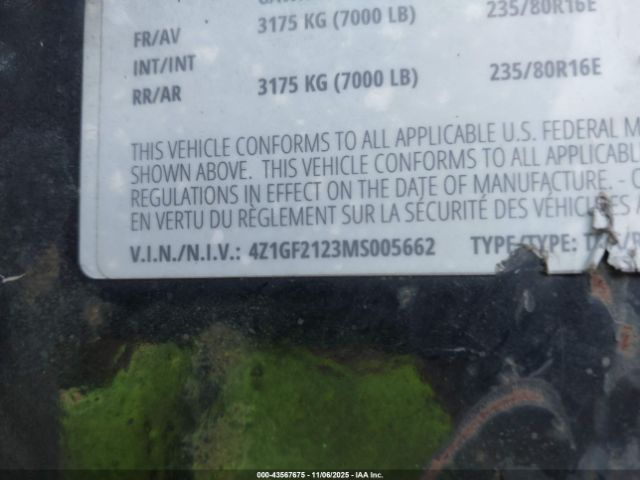 FR/AV 3175 KG (7000 LB) 235/80R16E
INT/INT
RR/AR 3175 KG (7000 LB) 235/80R16E
THIS VEHICLE CONFORMS TO ALL APPLICABLE U.S. FEDERAL M
SHOWN ABOVE. THIS VEHICLE CONFORMS TO ALL APPLICABLE
REGULATIONS IN EFFECT ON THE DATE OF MANUFACTURE. - C
EN VERTU DU RÈGLEMENT SUR LA SÉCURITÉ DES VÉHICULES
V.I.N./N.I.V.: 4Z1GF2123MS005662 TYPE/TYPE:
000-43567675 - 11/06/2025 - IAA Inc.